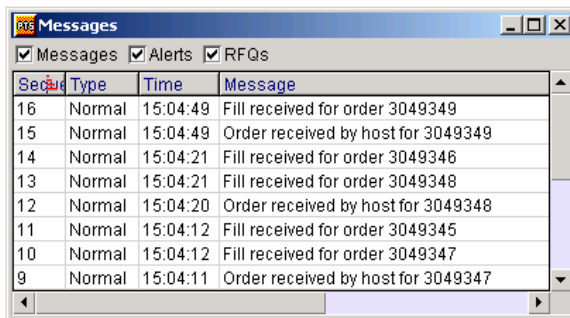 PTS Messages
Messages Alerts RFQs
Seque Type Time Message
16 Normal 15:04:49 Fill received for order 3049349
15 Normal 15:04:49 Order received by host for 3049349
14 Normal 15:04:21 Fill received for order 3049346
13 Normal 15:04:21 Fill received for order 3049348
12 Normal 15:04:20 Order received by host for 3049348
11 Normal 15:04:12 Fill received for order 3049345
10 Normal 15:04:12 Fill received for order 3049347
9 Normal 15:04:11 Order received by host for 3049347